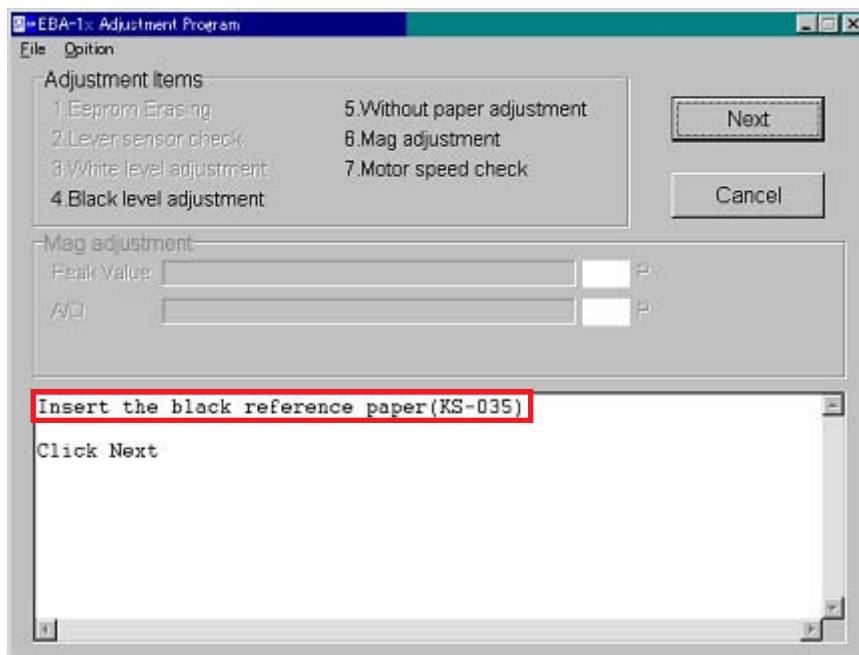 EBA-1x Adjustment Program
File Opition
Adjustment Items
1.Eeprom Erasing
2.Lever sensor check
3.White level adjustment
4.Black level adjustment
5.Without paper adjustment
6.Mag adjustment
7.Motor speed check
Next
Cancel
Mag adjustment
Peak Value
P
A/D
P
Insert the black reference paper(KS-035)
Click Next